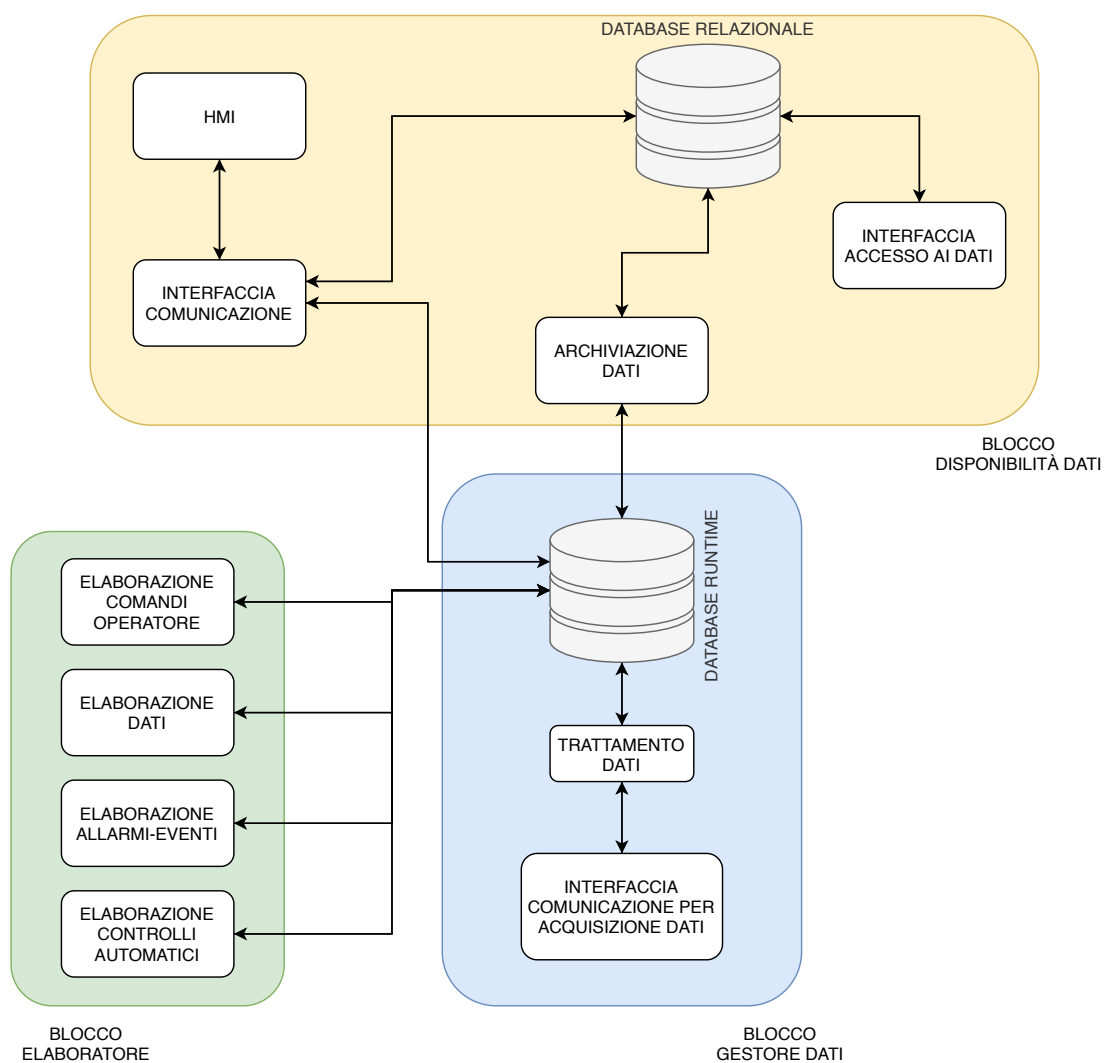 DATABASE RELAZIONALE
HMI
INTERFACCIA
COMUNICAZIONE
INTERFACCIA
ACCESSO AI DATI
ARCHIVIAZIONE
DATI
BLOCCO
DISPONIBILITÀ DATI
DATABASE RUNTIME
ELABORAZIONE
COMANDI
OPERATORE
ELABORAZIONE
DATI
ELABORAZIONE
ALLARMI-EVENTI
ELABORAZIONE
CONTROLLI
AUTOMATICI
TRATTAMENTO
DATI
INTERFACCIA
COMUNICAZIONE PER
ACQUISIZIONE DATI
BLOCCO
ELABORATORE
BLOCCO
GESTORE DATI